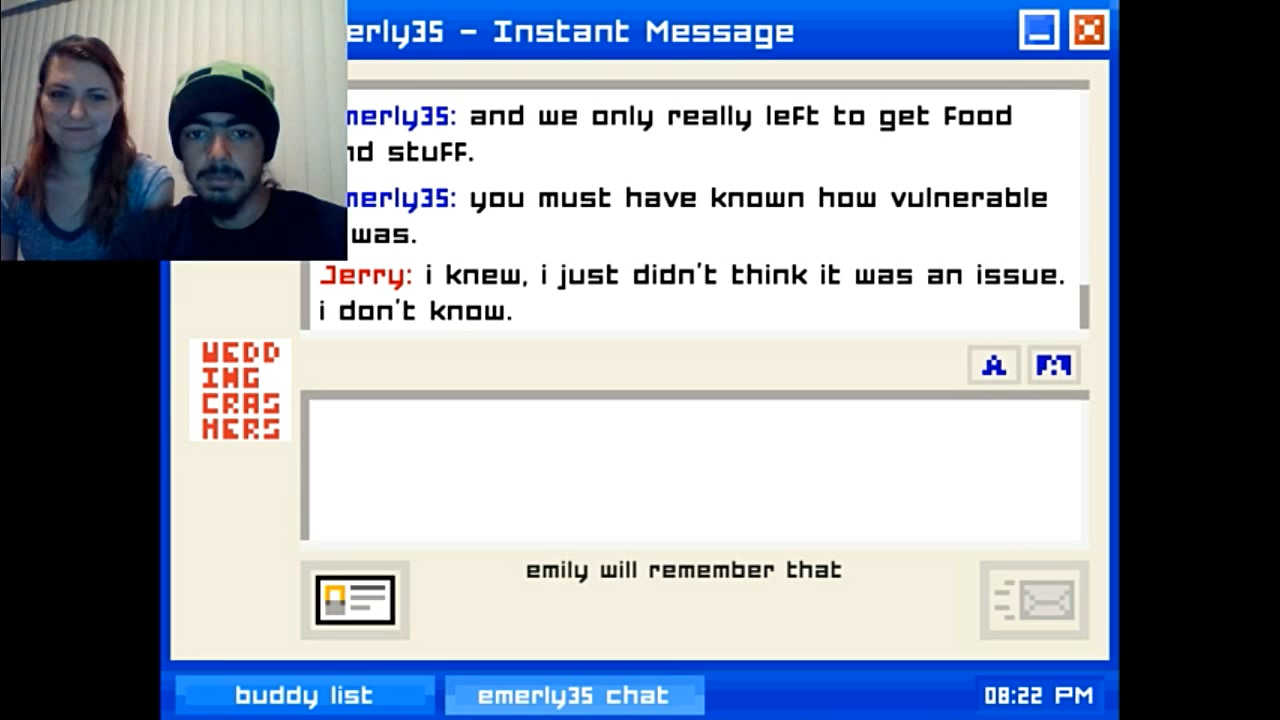 erly35 - Instant Message
merly35: and we only really left to get food
nd stuff.
merly35: you must have known how vulnerable
was.
Jerry: i knew, i just didn't think it was an issue.
i don't know.
A
WEDD
ING
CRAS
HERS
emily will remember that
buddy list
emerly35 chat
08:22 PM